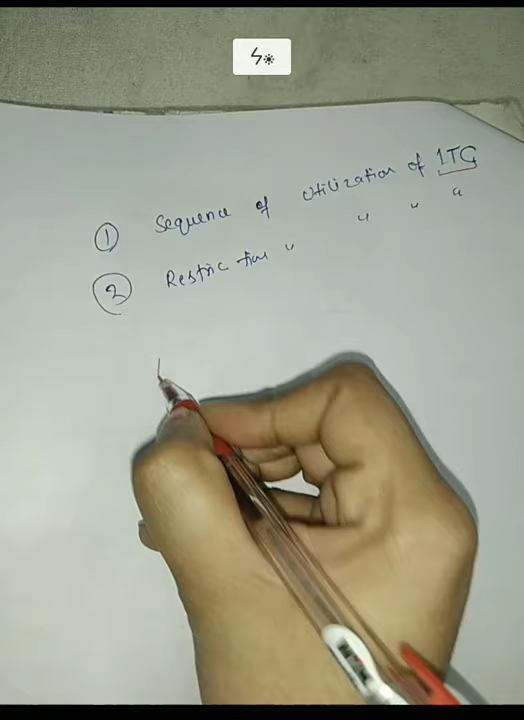 ① Sequence of Utilization of ITC
② Restriction " " " "